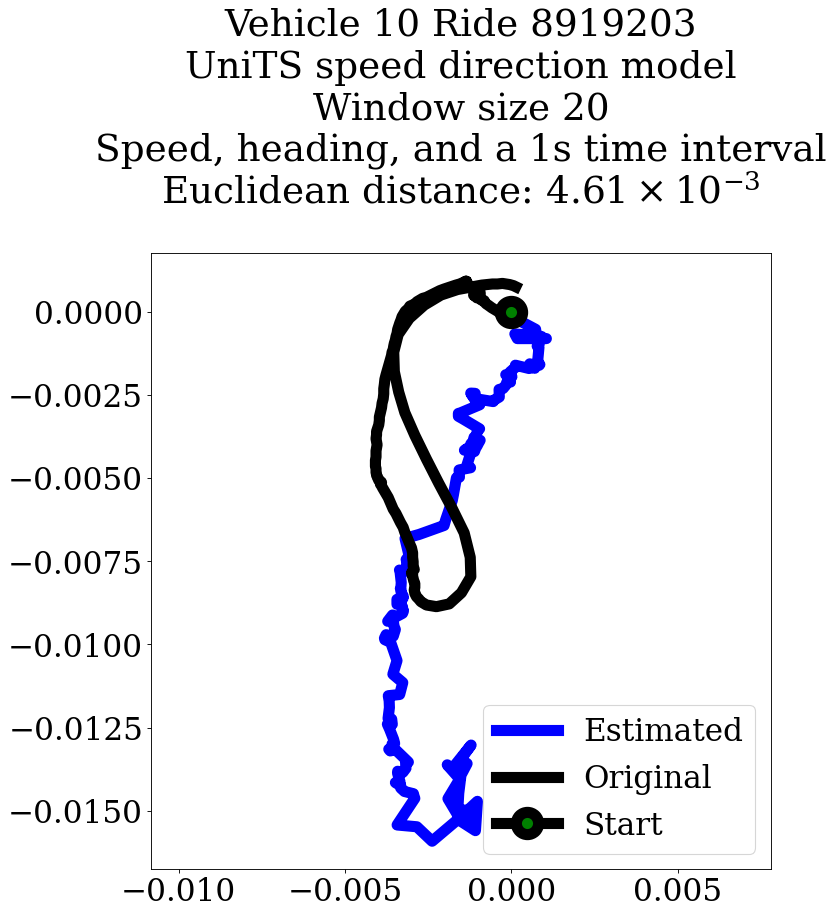 Vehicle 10 Ride 8919203
UniTS speed direction model
Window size 20
Speed, heading, and a 1s time interval
Euclidean distance: 4.61 × 10⁻³
0.0000
−0.0025
−0.0050
−0.0075
−0.0100
−0.0125
−0.0150
Estimated
Original
Start
−0.010
−0.005
0.000
0.005